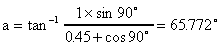 a = tan⁻¹ (1×sin 90°)/(0.45+cos 90°) = 65.772°